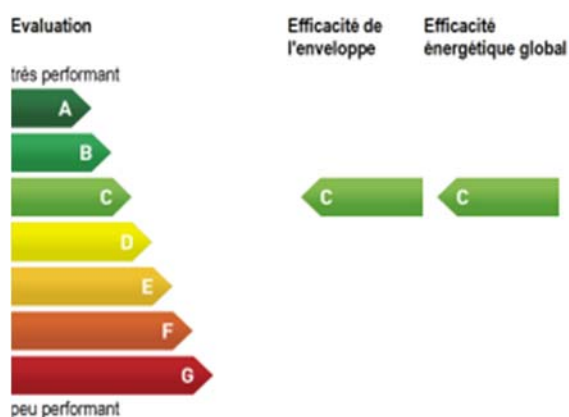 Evaluation
Efficacité de
l'enveloppe
Efficacité
énergétique global
très performant
A
B
C
C
C
D
E
F
G
peu performant